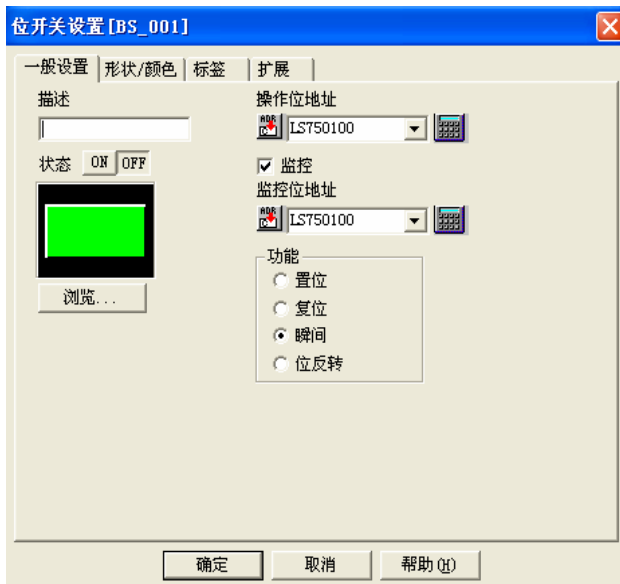 位开关设置[BS_001]
一般设置 形状/颜色 标签 扩展
描述
操作位地址
ADR
LS750100
状态 ON OFF
监控
监控位地址
ADR
LS750100
浏览...
功能
置位
复位
瞬间
位反转
确定 取消 帮助(H)